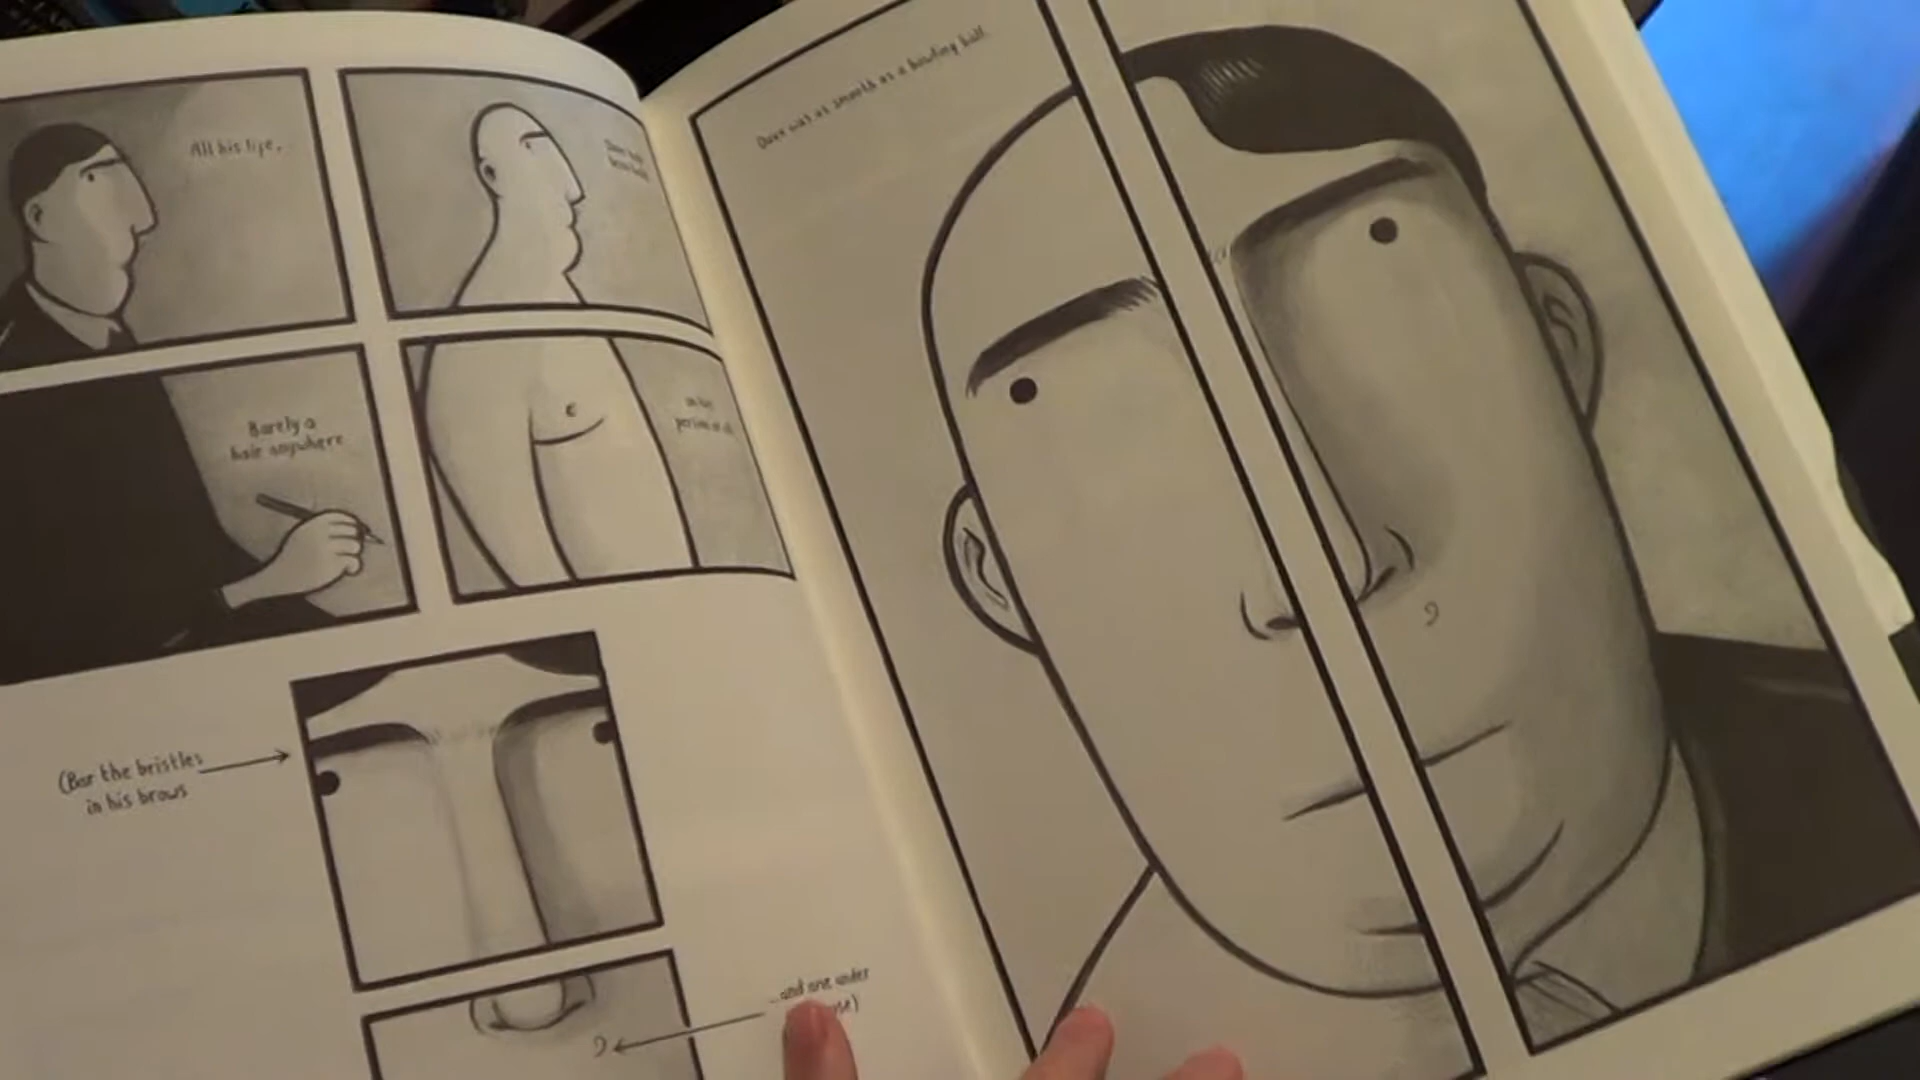 All his life,
Barely a
hair anywhere
(Bar the bristles
in his brows
...and one under
Dave was as smooth as a bowling ball.